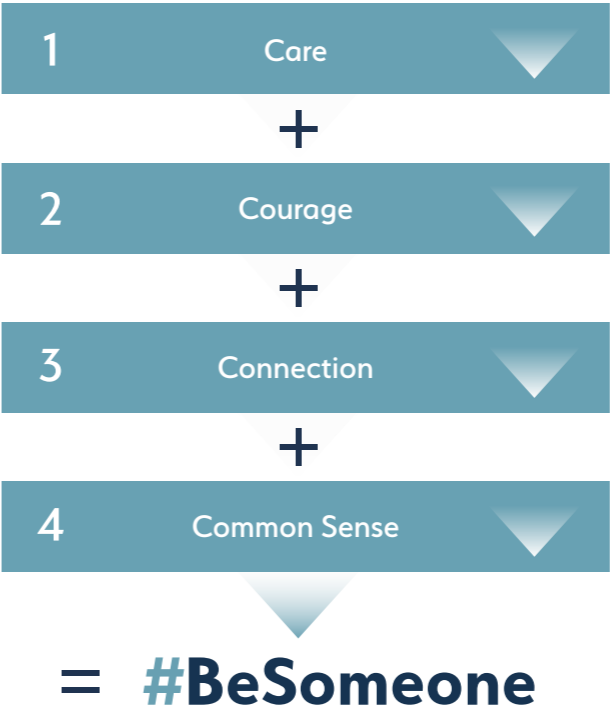 1 Care
+
2 Courage
+
3 Connection
+
4 Common Sense
= #BeSomeone